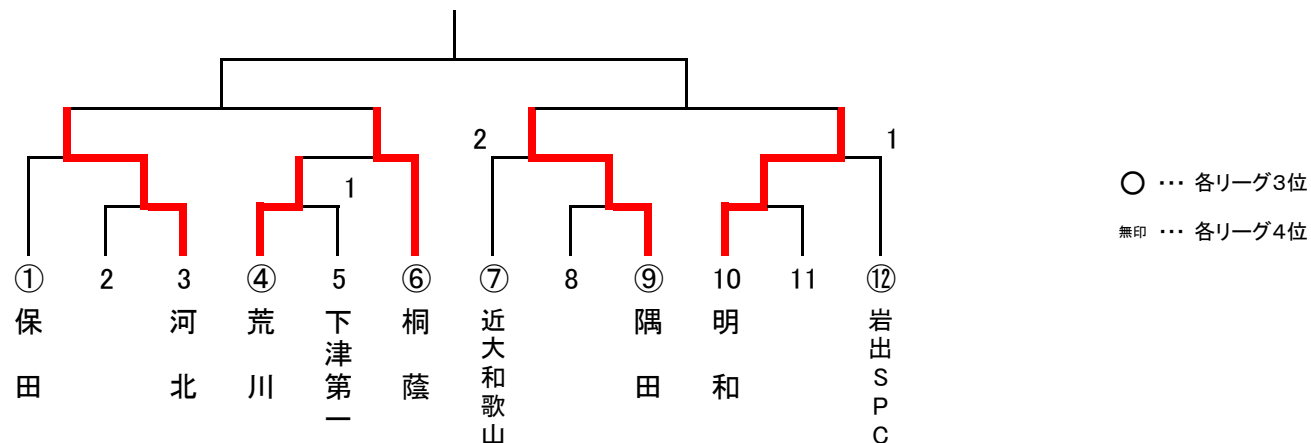 2
1
1
○ ・・・ 各リーグ3位
無印 ・・・ 各リーグ4位
① 2 3 ④ 5 ⑥ ⑦ 8 ⑨ 10 11 ⑫
保田
河北
荒川
下津第一
桐蔭
近大和歌山
隅田
明和
岩出SPC